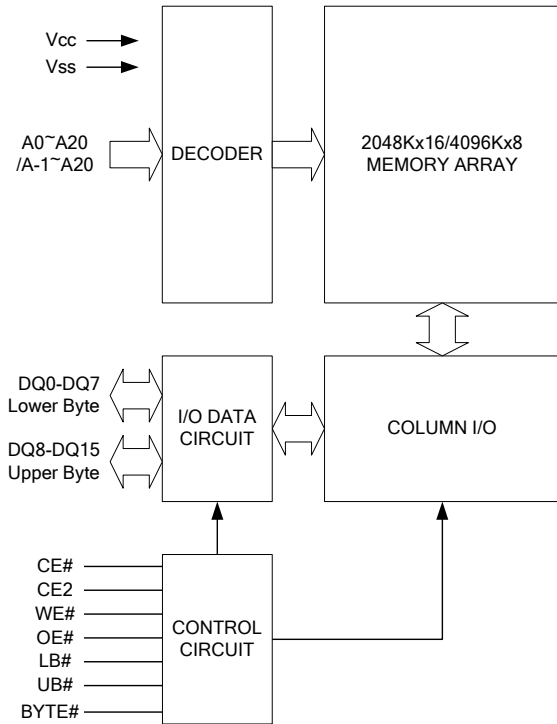 Vcc
Vss
A0~A20
/A-1~A20
DECODER
2048Kx16/4096Kx8
MEMORY ARRAY
DQ0-DQ7
Lower Byte
DQ8-DQ15
Upper Byte
I/O DATA
CIRCUIT
COLUMN I/O
CE#
CE2
WE#
OE#
LB#
UB#
BYTE#
CONTROL
CIRCUIT